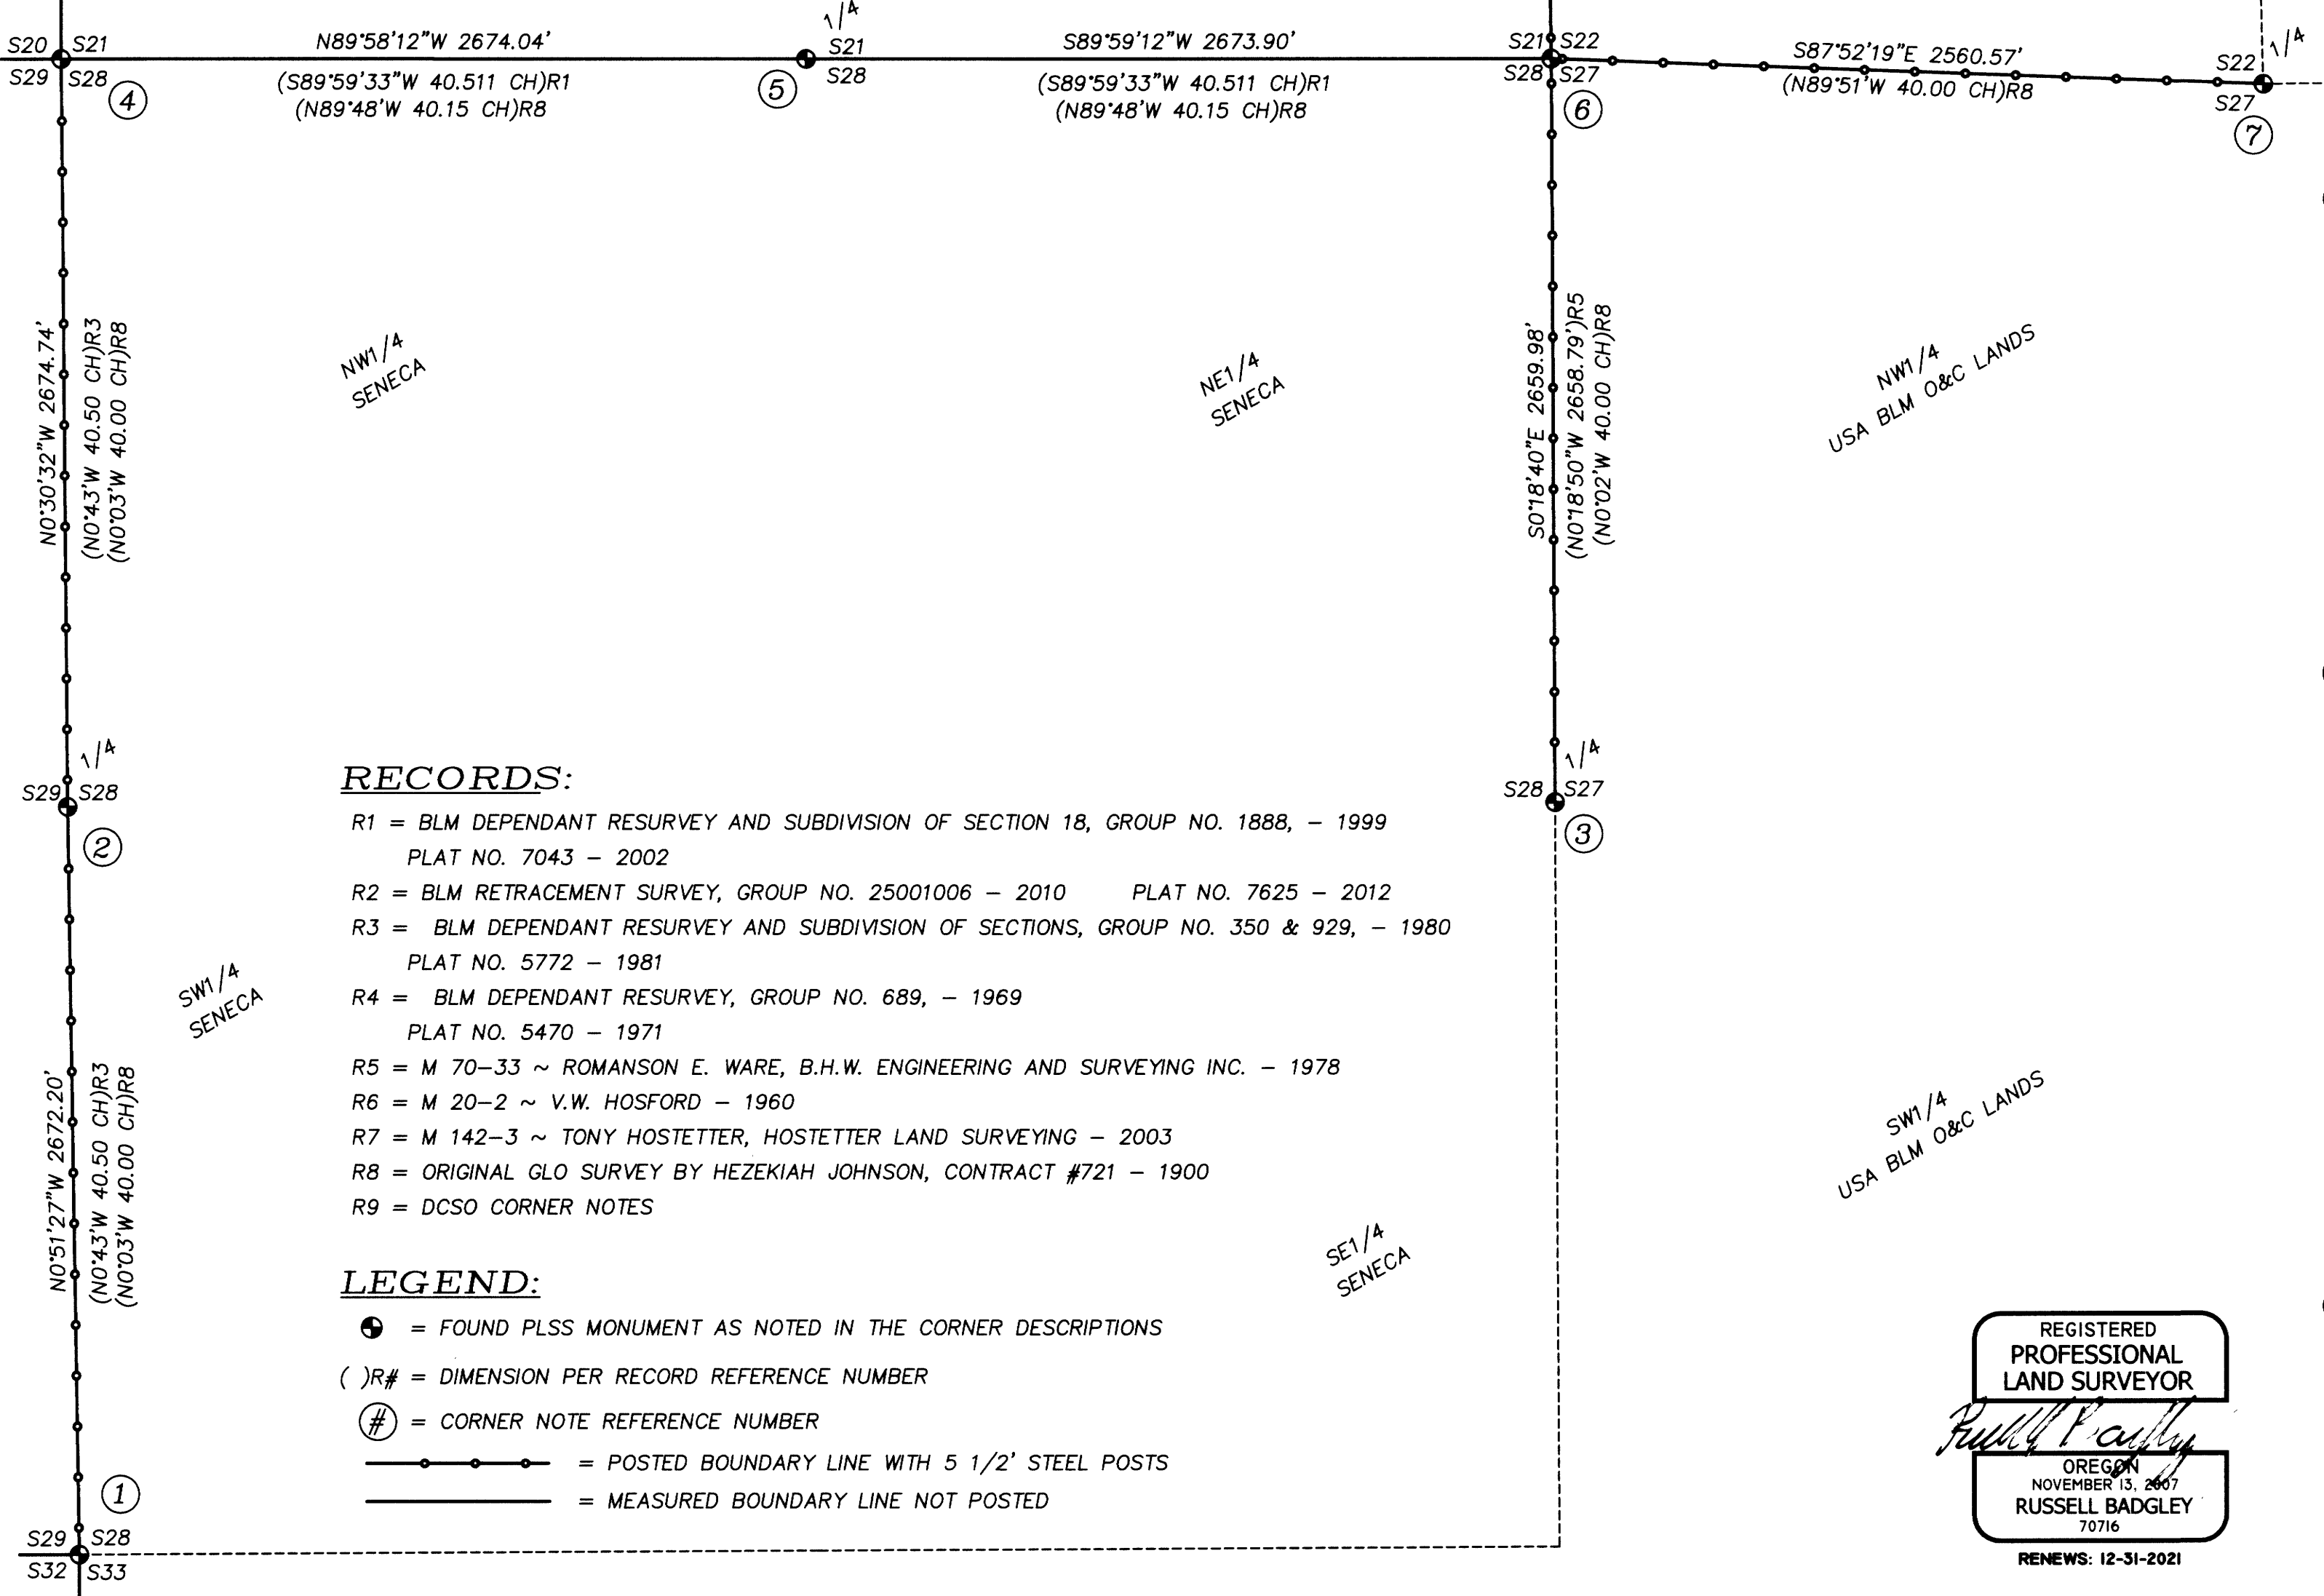 1/4
S20 S21
S29 S28
N89°58'12"W 2674.04'
(S89°59'33"W 40.511 CH)R1
(N89°48'W 40.15 CH)R8
4
S21
S28
5
S89°59'12"W 2673.90'
(S89°59'33"W 40.511 CH)R1
(N89°48'W 40.15 CH)R8
S21 S22
S28 S27
6
S87°52'19"E 2560.57'
(N89°51'W 40.00 CH)R8
1/4
S22
S27
7
N0°30'32"W 2674.74'
(N0°43'W 40.50 CH)R3
(N0°03'W 40.00 CH)R8
NW1/4
SENECA
NE1/4
SENECA
S0°18'40"E 2659.98'
(N0°18'50"W 2658.79')R5
(N0°02'W 40.00 CH)R8
NW1/4
USA BLM O&C LANDS
1/4
S29 S28
2
1/4
S28 S27
3
RECORDS:
R1 = BLM DEPENDANT RESURVEY AND SUBDIVISION OF SECTION 18, GROUP NO. 1888, – 1999
PLAT NO. 7043 – 2002
R2 = BLM RETRACEMENT SURVEY, GROUP NO. 25001006 – 2010 PLAT NO. 7625 – 2012
R3 = BLM DEPENDANT RESURVEY AND SUBDIVISION OF SECTIONS, GROUP NO. 350 & 929, – 1980
PLAT NO. 5772 – 1981
R4 = BLM DEPENDANT RESURVEY, GROUP NO. 689, – 1969
PLAT NO. 5470 – 1971
R5 = M 70–33 ~ ROMANSON E. WARE, B.H.W. ENGINEERING AND SURVEYING INC. – 1978
R6 = M 20–2 ~ V.W. HOSFORD – 1960
R7 = M 142–3 ~ TONY HOSTETTER, HOSTETTER LAND SURVEYING – 2003
R8 = ORIGINAL GLO SURVEY BY HEZEKIAH JOHNSON, CONTRACT #721 – 1900
R9 = DCSO CORNER NOTES
SW1/4
SENECA
N0°51'27"W 2672.20'
(N0°43'W 40.50 CH)R3
(N0°03'W 40.00 CH)R8
SE1/4
SENECA
SW1/4
USA BLM O&C LANDS
LEGEND:
= FOUND PLSS MONUMENT AS NOTED IN THE CORNER DESCRIPTIONS
( )R# = DIMENSION PER RECORD REFERENCE NUMBER
# = CORNER NOTE REFERENCE NUMBER
= POSTED BOUNDARY LINE WITH 5 1/2' STEEL POSTS
= MEASURED BOUNDARY LINE NOT POSTED
1
S29 S28
S32 S33
REGISTERED
PROFESSIONAL
LAND SURVEYOR
Russell Badgley
OREGON
NOVEMBER 13, 2007
RUSSELL BADGLEY
70716
RENEWS: 12-31-2021